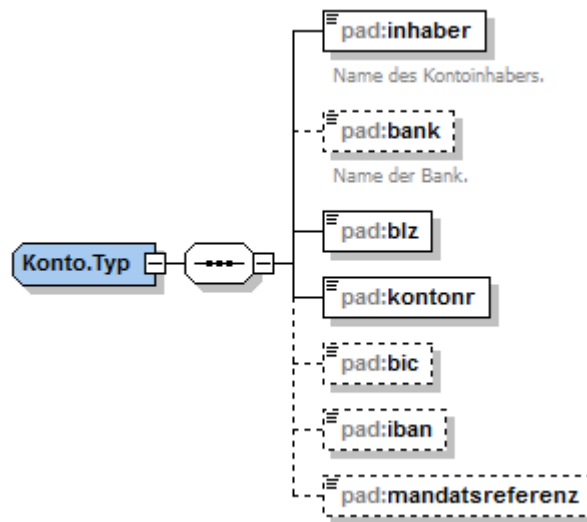 pad:inhaber
Name des Kontoinhabers.
pad:bank
Name der Bank.
pad:blz
Konto.Typ
pad:kontonr
pad:bic
pad:iban
pad:mandatsreferenz